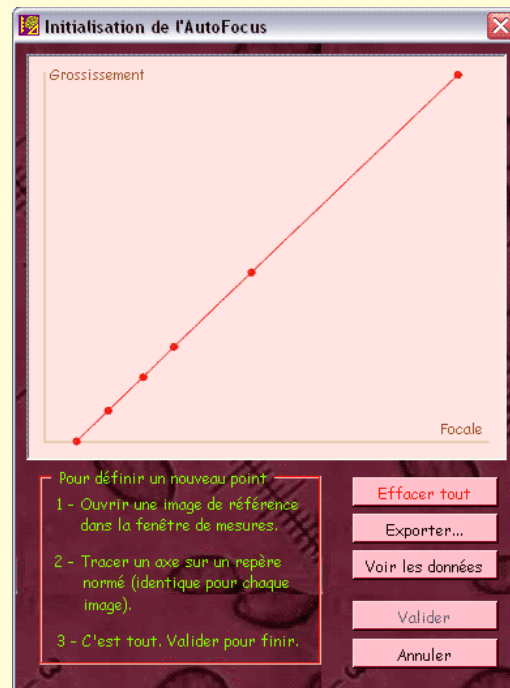 Initialisation de l'AutoFocus
Grossissement
Focale
Pour définir un nouveau point
1 - Ouvrir une image de référence
dans la fenêtre de mesures.
2 - Tracer un axe sur un repère
normé (identique pour chaque
image).
3 - C'est tout. Valider pour finir.
Effacer tout
Exporter...
Voir les données
Valider
Annuler